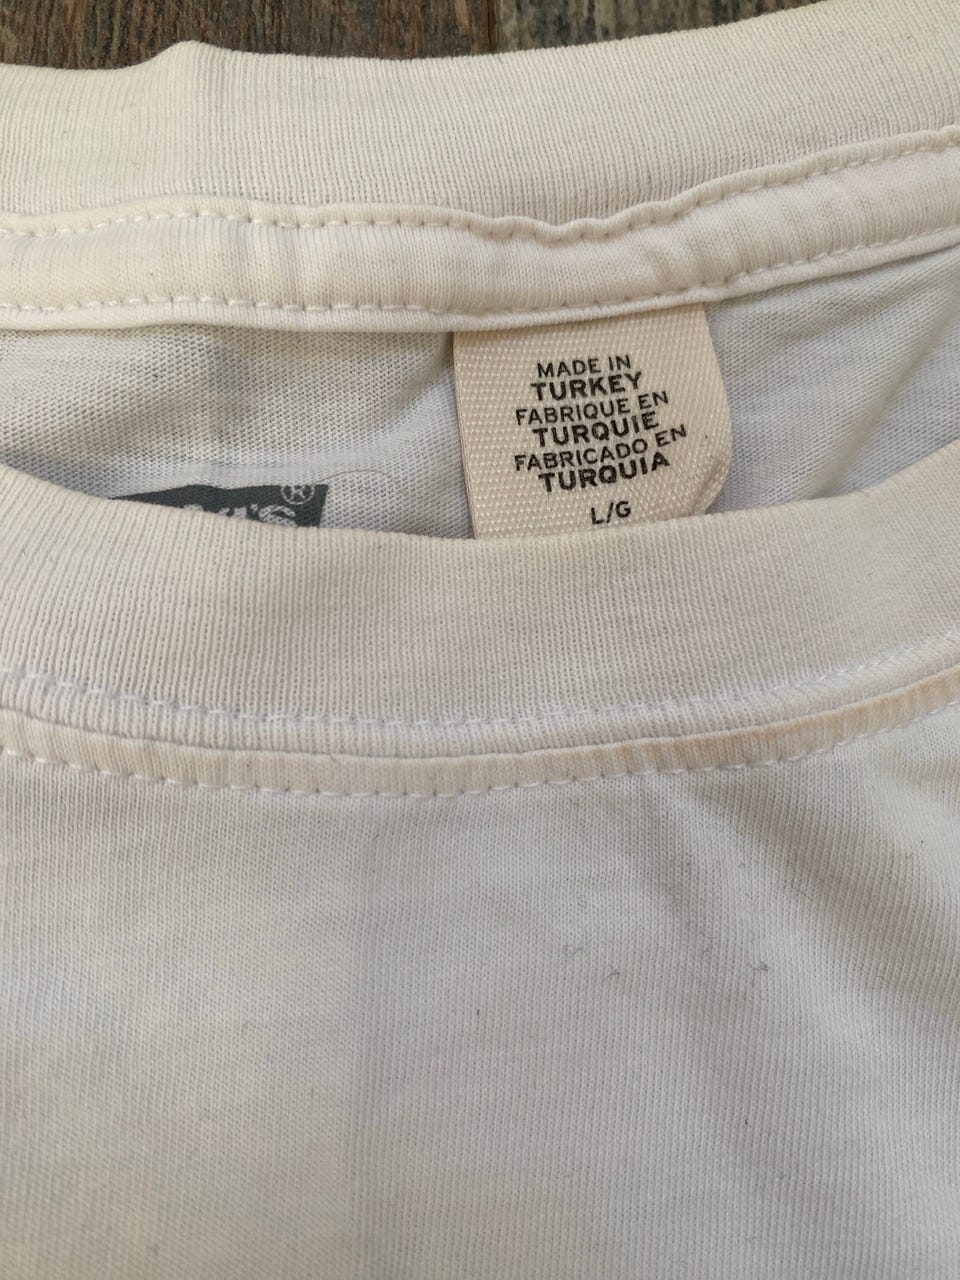 MADE IN
TURKEY
FABRIQUE EN
TURQUIE
FABRICADO EN
TURQUIA
L/G
®